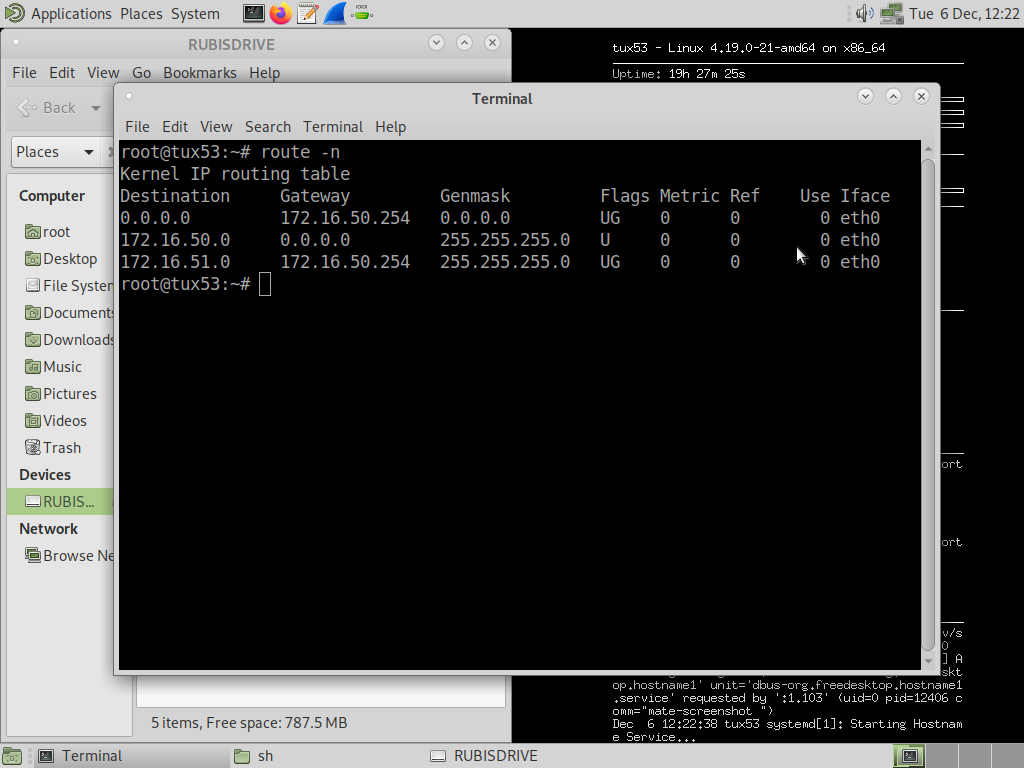 Applications Places System Tue 6 Dec, 12:22
RUBISDRIVE
File Edit View Go Bookmarks Help
Back
Places
Computer
root
Desktop
File System
Documents
Downloads
Music
Pictures
Videos
Trash
Devices
RUBIS...
Network
Browse Ne
5 items, Free space: 787.5 MB
Terminal
File Edit View Search Terminal Help
root@tux53:~# route -n
Kernel IP routing table
Destination Gateway Genmask Flags Metric Ref Use Iface
0.0.0.0 172.16.50.254 0.0.0.0 UG 0 0 0 eth0
172.16.50.0 0.0.0.0 255.255.255.0 U 0 0 0 eth0
172.16.51.0 172.16.50.254 255.255.255.0 UG 0 0 0 eth0
root@tux53:~#
tux53 - Linux 4.19.0-21-amd64 on x86_64
Uptime: 19h 27m 25s
ort
ort
v/s
0
] A
skt
op.hostname1' unit='dbus-org.freedesktop.hostname1
.service' requested by ':1.103' (uid=0 pid=12406 c
omm="mate-screenshot ")
Dec 6 12:22:38 tux53 systemd[1]: Starting Hostnam
e Service...
Terminal sh RUBISDRIVE